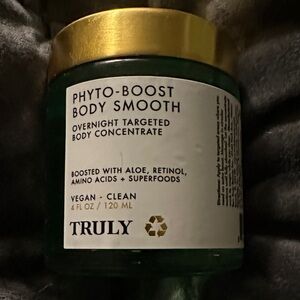 PHYTO-BOOST
BODY SMOOTH
OVERNIGHT TARGETED
BODY CONCENTRATE
BOOSTED WITH ALOE, RETINOL,
AMINO ACIDS + SUPERFOODS
VEGAN - CLEAN
4 FL OZ / 120 ML
TRULY